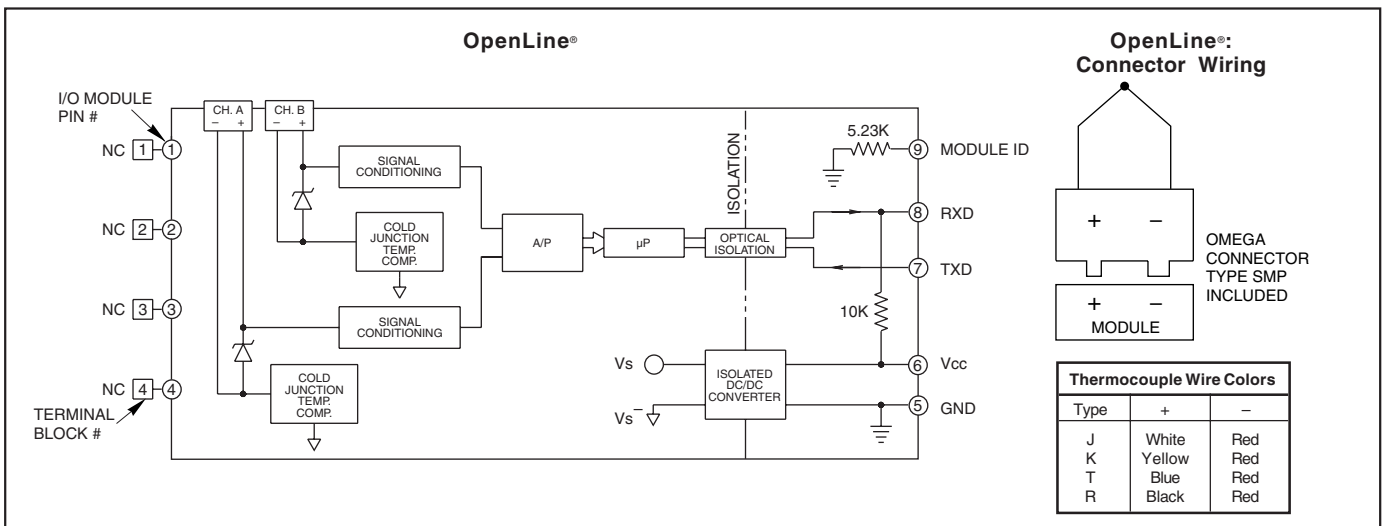 OpenLine®
OpenLine®:
Connector Wiring
I/O MODULE
PIN #
CH. A
– +
CH. B
– +
NC 1 1
NC 2 2
NC 3 3
NC 4 4
TERMINAL
BLOCK #
SIGNAL
CONDITIONING
COLD
JUNCTION
TEMP.
COMP.
SIGNAL
CONDITIONING
COLD
JUNCTION
TEMP.
COMP.
A/P
µP
OPTICAL
ISOLATION
ISOLATION
5.23K
9 MODULE ID
8 RXD
7 TXD
10K
Vs
Vs–
ISOLATED
DC/DC
CONVERTER
6 Vcc
5 GND
+ –
OMEGA
CONNECTOR
TYPE SMP
INCLUDED
+ –
MODULE
Thermocouple Wire Colors
Type + –
J White Red
K Yellow Red
T Blue Red
R Black Red